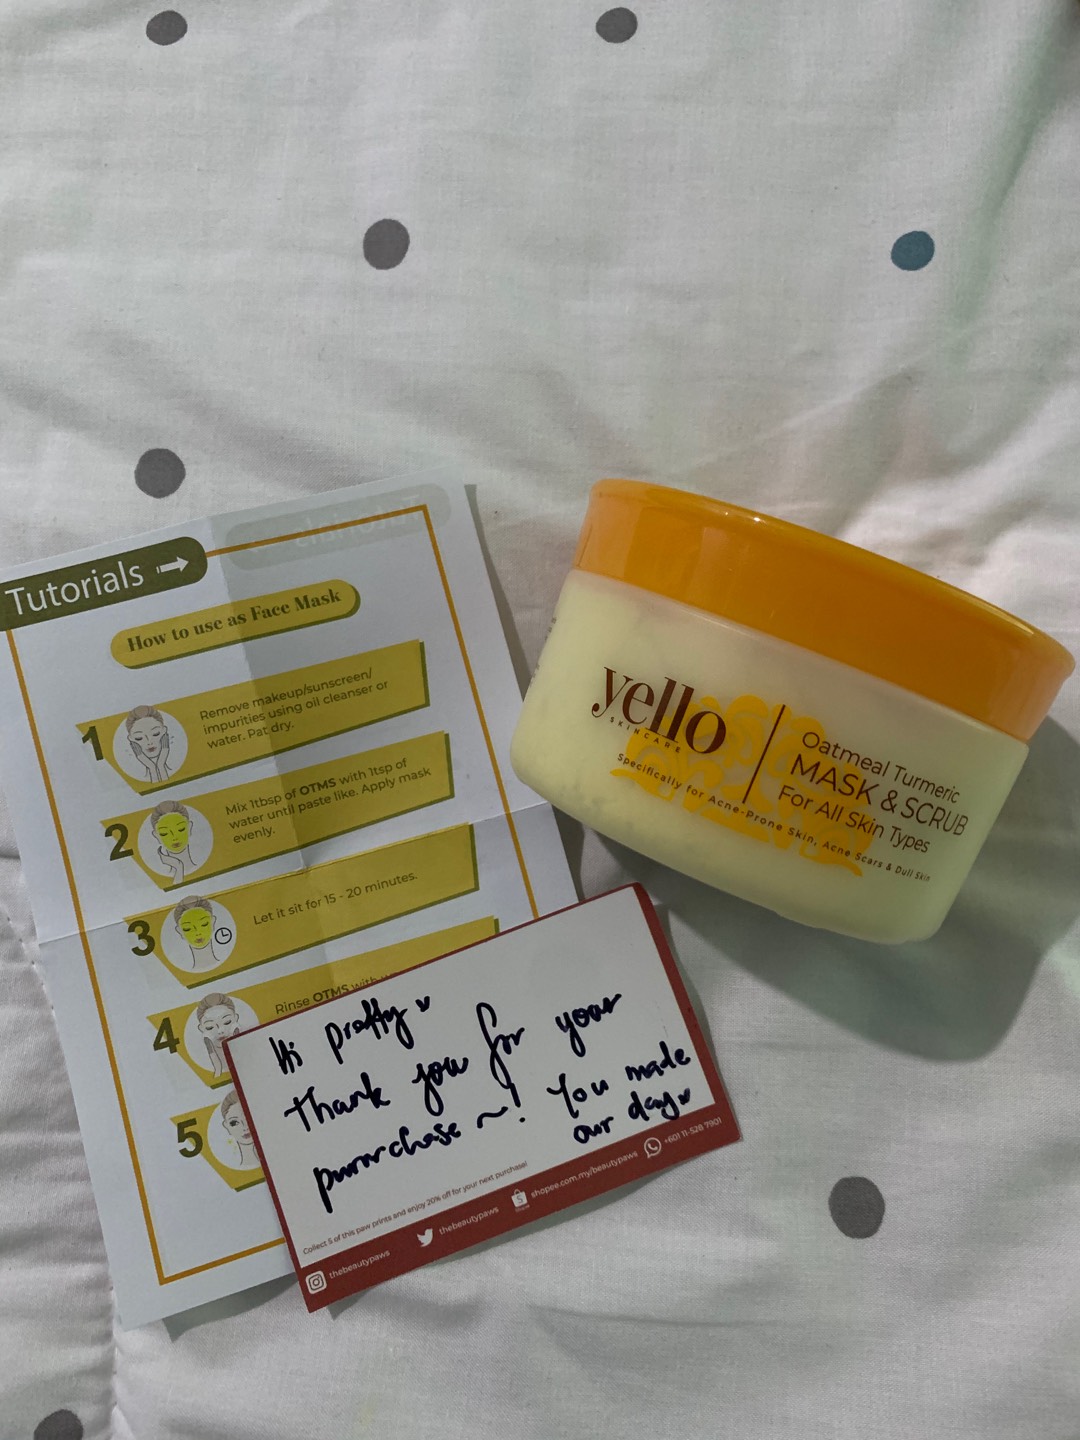 Tutorials
How to use as Face Mask
1
Remove makeup/sunscreen/
impurities using oil cleanser or
water. Pat dry.
2
Mix 1tbsp of OTMS with 1tsp of
water until paste like. Apply mask
evenly.
3
Let it sit for 15 - 20 minutes.
4
Rinse OTMS with
5
yello
SKINCARE
Oatmeal Turmeric
MASK & SCRUB
For All Skin Types
Specifically for Acne-Prone Skin, Acne Scars & Dull Skin
Hi pretty
Thank you for your
purrrchase ~! You made
our day
Collect 5 of this paw prints and enjoy 20% off for your next purchase!
thebeautypaws
thebeautypaws
Shopee
shopee.com.my/beautypaws
+601 11-528 7901